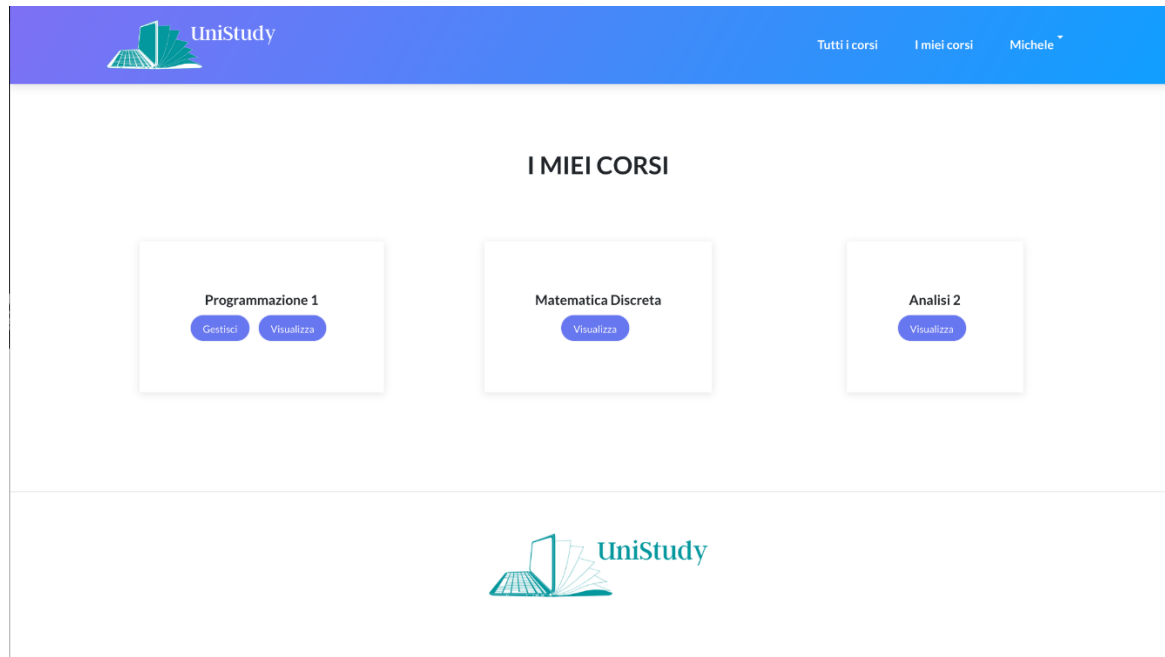 UniStudy
Tutti i corsi I miei corsi Michele
I MIEI CORSI
Programmazione 1
Gestisci Visualizza
Matematica Discreta
Visualizza
Analisi 2
Visualizza
UniStudy